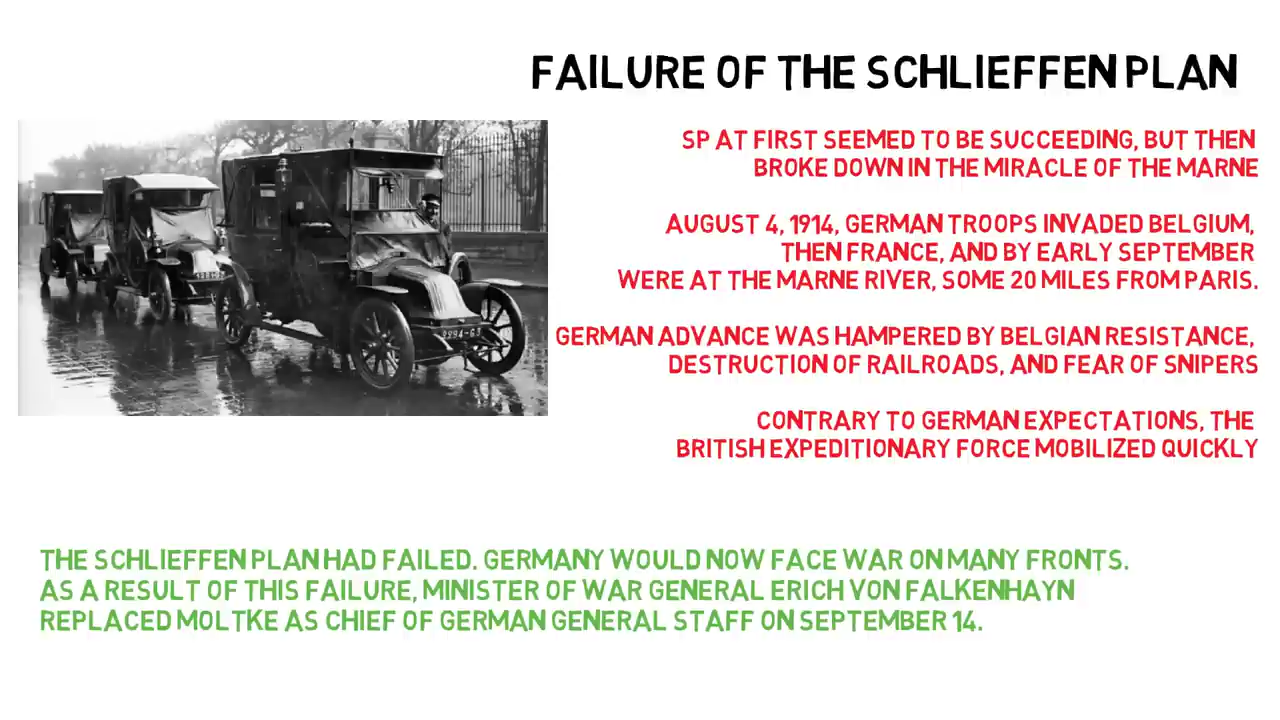 FAILURE OF THE SCHLIEFFEN PLAN
SP AT FIRST SEEMED TO BE SUCCEEDING, BUT THEN
BROKE DOWN IN THE MIRACLE OF THE MARNE
AUGUST 4, 1914, GERMAN TROOPS INVADED BELGIUM,
THEN FRANCE, AND BY EARLY SEPTEMBER
WERE AT THE MARNE RIVER, SOME 20 MILES FROM PARIS.
GERMAN ADVANCE WAS HAMPERED BY BELGIAN RESISTANCE,
DESTRUCTION OF RAILROADS, AND FEAR OF SNIPERS
CONTRARY TO GERMAN EXPECTATIONS, THE
BRITISH EXPEDITIONARY FORCE MOBILIZED QUICKLY
THE SCHLIEFFEN PLAN HAD FAILED. GERMANY WOULD NOW FACE WAR ON MANY FRONTS.
AS A RESULT OF THIS FAILURE, MINISTER OF WAR GENERAL ERICH VON FALKENHAYN
REPLACED MOLTKE AS CHIEF OF GERMAN GENERAL STAFF ON SEPTEMBER 14.